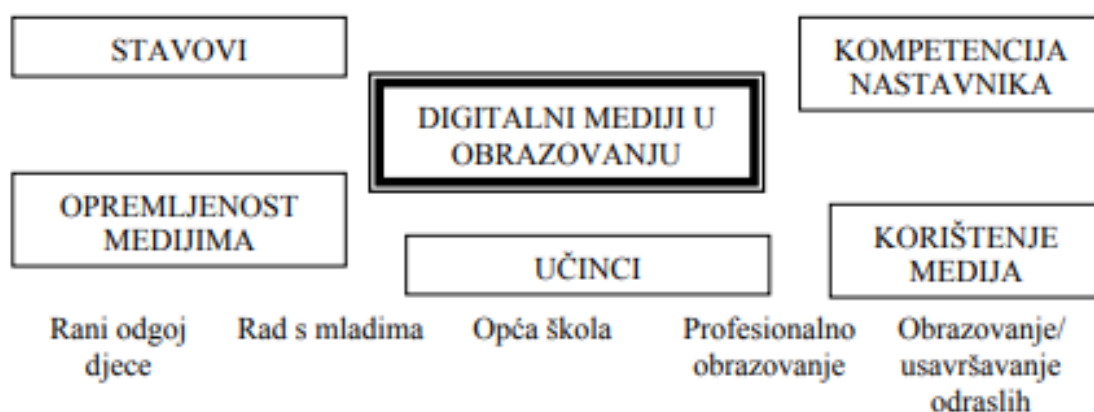 STAVOVI
KOMPETENCIJA
NASTAVNIKA
DIGITALNI MEDIJI U
OBRAZOVANJU
OPREMLJENOST
MEDIJIMA
UČINCI
KORIŠTENJE
MEDIJA
Rani odgoj
djece
Rad s mladima
Opća škola
Profesionalno
obrazovanje
Obrazovanje/
usavršavanje
odraslih